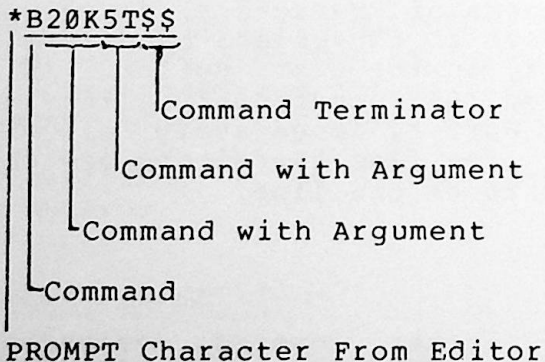 *B20K5T$$
Command Terminator
Command with Argument
Command with Argument
Command
PROMPT Character From Editor